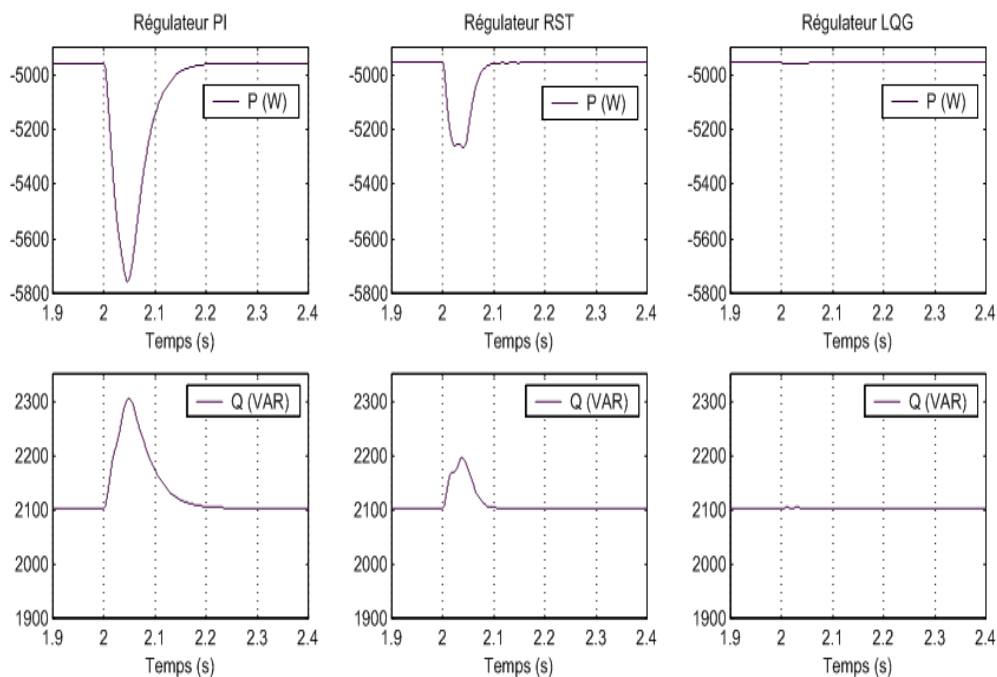 Régulateur PI
Régulateur RST
Régulateur LQG
-5000
-5200
-5400
-5600
-5800
P (W)
1.9 2 2.1 2.2 2.3 2.4
Temps (s)
-5000
-5200
-5400
-5600
-5800
P (W)
1.9 2 2.1 2.2 2.3 2.4
Temps (s)
-5000
-5200
-5400
-5600
-5800
P (W)
1.9 2 2.1 2.2 2.3 2.4
Temps (s)
2300
2200
2100
2000
1900
Q (VAR)
1.9 2 2.1 2.2 2.3 2.4
Temps (s)
2300
2200
2100
2000
1900
Q (VAR)
1.9 2 2.1 2.2 2.3 2.4
Temps (s)
2300
2200
2100
2000
1900
Q (VAR)
1.9 2 2.1 2.2 2.3 2.4
Temps (s)